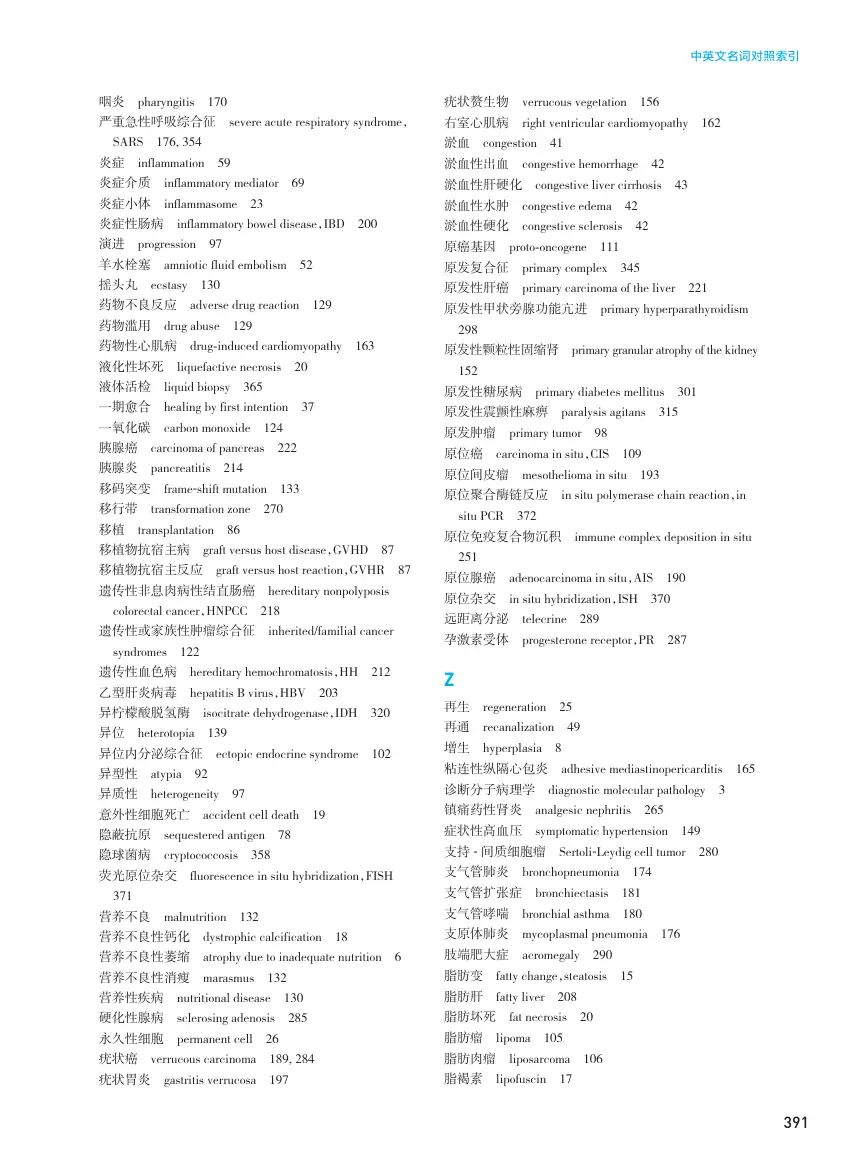 中英文名词对照索引
咽炎 pharyngitis 170
严重急性呼吸综合征 severe acute respiratory syndrome,
SARS 176, 354
炎症 inflammation 59
炎症介质 inflammatory mediator 69
炎症小体 inflammasome 23
炎症性肠病 inflammatory bowel disease,IBD 200
演进 progression 97
羊水栓塞 amniotic fluid embolism 52
摇头丸 ecstasy 130
药物不良反应 adverse drug reaction 129
药物滥用 drug abuse 129
药物性心肌病 drug-induced cardiomyopathy 163
液化性坏死 liquefactive necrosis 20
液体活检 liquid biopsy 365
一期愈合 healing by first intention 37
一氧化碳 carbon monoxide 124
胰腺癌 carcinoma of pancreas 222
胰腺炎 pancreatitis 214
移码突变 frame-shift mutation 133
移行带 transformation zone 270
移植 transplantation 86
移植物抗宿主病 graft versus host disease,GVHD 87
移植物抗宿主反应 graft versus host reaction,GVHR 87
遗传性非息肉病性结直肠癌 hereditary nonpolyposis
colorectal cancer,HNPCC 218
遗传性或家族性肿瘤综合征 inherited/familial cancer
syndromes 122
遗传性血色病 hereditary hemochromatosis,HH 212
乙型肝炎病毒 hepatitis B virus,HBV 203
异柠檬酸脱氢酶 isocitrate dehydrogenase,IDH 320
异位 heterotopia 139
异位内分泌综合征 ectopic endocrine syndrome 102
异型性 atypia 92
异质性 heterogeneity 97
意外性细胞死亡 accident cell death 19
隐蔽抗原 sequestered antigen 78
隐球菌病 cryptococcosis 358
荧光原位杂交 fluorescence in situ hybridization,FISH
371
营养不良 malnutrition 132
营养不良性钙化 dystrophic calcification 18
营养不良性萎缩 atrophy due to inadequate nutrition 6
营养不良性消瘦 marasmus 132
营养性疾病 nutritional disease 130
硬化性腺病 sclerosing adenosis 285
永久性细胞 permanent cell 26
疣状癌 verrucous carcinoma 189, 284
疣状胃炎 gastritis verrucosa 197
疣状赘生物 verrucous vegetation 156
右室心肌病 right ventricular cardiomyopathy 162
淤血 congestion 41
淤血性出血 congestive hemorrhage 42
淤血性肝硬化 congestive liver cirrhosis 43
淤血性水肿 congestive edema 42
淤血性硬化 congestive sclerosis 42
原癌基因 proto-oncogene 111
原发复合征 primary complex 345
原发性肝癌 primary carcinoma of the liver 221
原发性甲状旁腺功能亢进 primary hyperparathyroidism
298
原发性颗粒性固缩肾 primary granular atrophy of the kidney
152
原发性糖尿病 primary diabetes mellitus 301
原发性震颤性麻痹 paralysis agitans 315
原发肿瘤 primary tumor 98
原位癌 carcinoma in situ,CIS 109
原位间皮瘤 mesothelioma in situ 193
原位聚合酶链反应 in situ polymerase chain reaction,in
situ PCR 372
原位免疫复合物沉积 immune complex deposition in situ
251
原位腺癌 adenocarcinoma in situ,AIS 190
原位杂交 in situ hybridization,ISH 370
远距离分泌 telecrine 289
孕激素受体 progesterone receptor,PR 287
Z
再生 regeneration 25
再通 recanalization 49
增生 hyperplasia 8
粘连性纵隔心包炎 adhesive mediastinopericarditis 165
诊断分子病理学 diagnostic molecular pathology 3
镇痛药性肾炎 analgesic nephritis 265
症状性高血压 symptomatic hypertension 149
支持 - 间质细胞瘤 Sertoli-Leydig cell tumor 280
支气管肺炎 bronchopneumonia 174
支气管扩张症 bronchiectasis 181
支气管哮喘 bronchial asthma 180
支原体肺炎 mycoplasmal pneumonia 176
肢端肥大症 acromegaly 290
脂肪变 fatty change,steatosis 15
脂肪肝 fatty liver 208
脂肪坏死 fat necrosis 20
脂肪瘤 lipoma 105
脂肪肉瘤 liposarcoma 106
脂褐素 lipofuscin 17
391